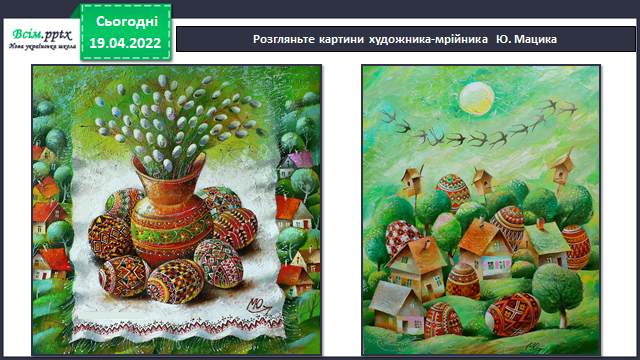 Всім.pptx
Нова українська школа
Сьогодні
19.04.2022
Розгляньте картини художника-мрійника Ю. Мацика